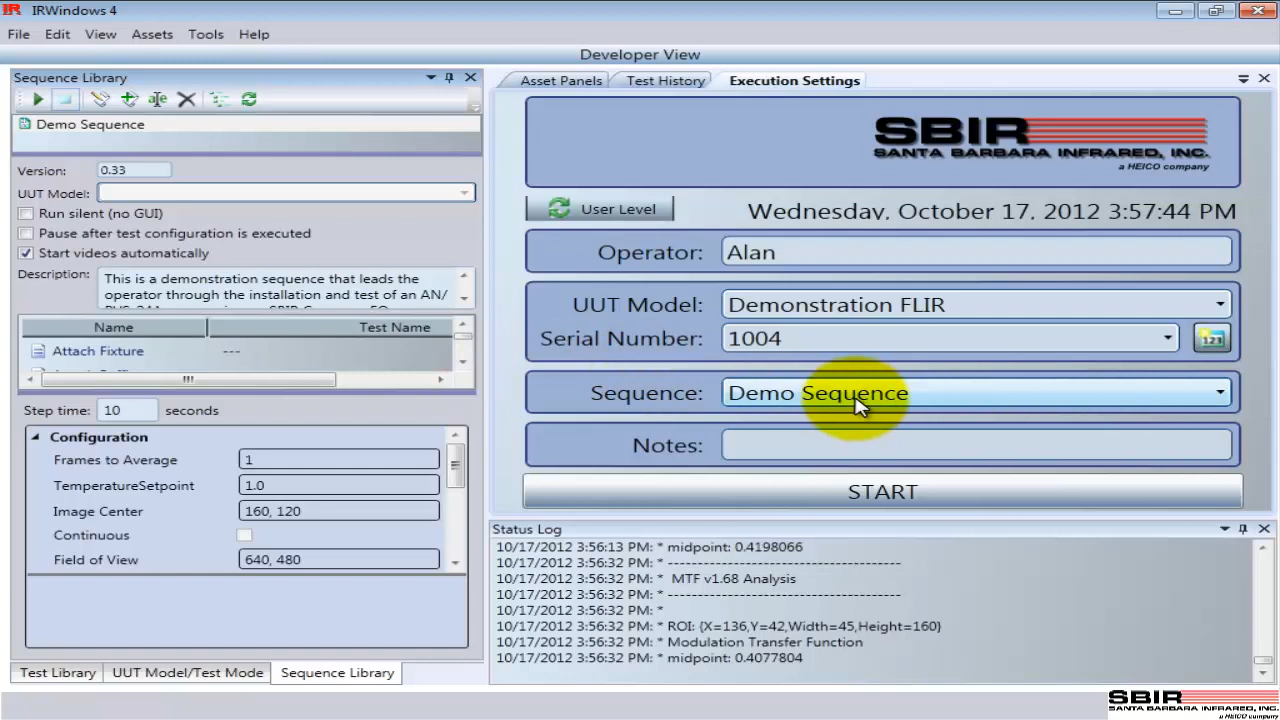 IR IRWindows 4
File Edit View Assets Tools Help
Developer View
Sequence Library
Asset Panels Test History Execution Settings
Demo Sequence
Version: 0.33
UUT Model:
Run silent (no GUI)
Pause after test configuration is executed
Start videos automatically
Description: This is a demonstration sequence that leads the
operator through the installation and test of an AN/
Name Test Name
Attach Fixture ---
Step time: 10 seconds
Configuration
Frames to Average 1
TemperatureSetpoint 1.0
Image Center 160, 120
Continuous
Field of View 640, 480
Test Library UUT Model/Test Mode Sequence Library
SBIR
SANTA BARBARA INFRARED, INC.
a HEICO company
User Level Wednesday, October 17, 2012 3:57:44 PM
Operator: Alan
UUT Model: Demonstration FLIR
Serial Number: 1004 123
Sequence: Demo Sequence
Notes:
START
Status Log
10/17/2012 3:56:13 PM: * midpoint: 0.4198066
10/17/2012 3:56:32 PM: * ---------------------------------------
10/17/2012 3:56:32 PM: * MTF v1.68 Analysis
10/17/2012 3:56:32 PM: * ---------------------------------------
10/17/2012 3:56:32 PM: *
10/17/2012 3:56:32 PM: * ROI: {X=136,Y=42,Width=45,Height=160}
10/17/2012 3:56:32 PM: * Modulation Transfer Function
10/17/2012 3:56:32 PM: * midpoint: 0.4077804
SBIR
SANTA BARBARA INFRARED, INC.
a HEICO company